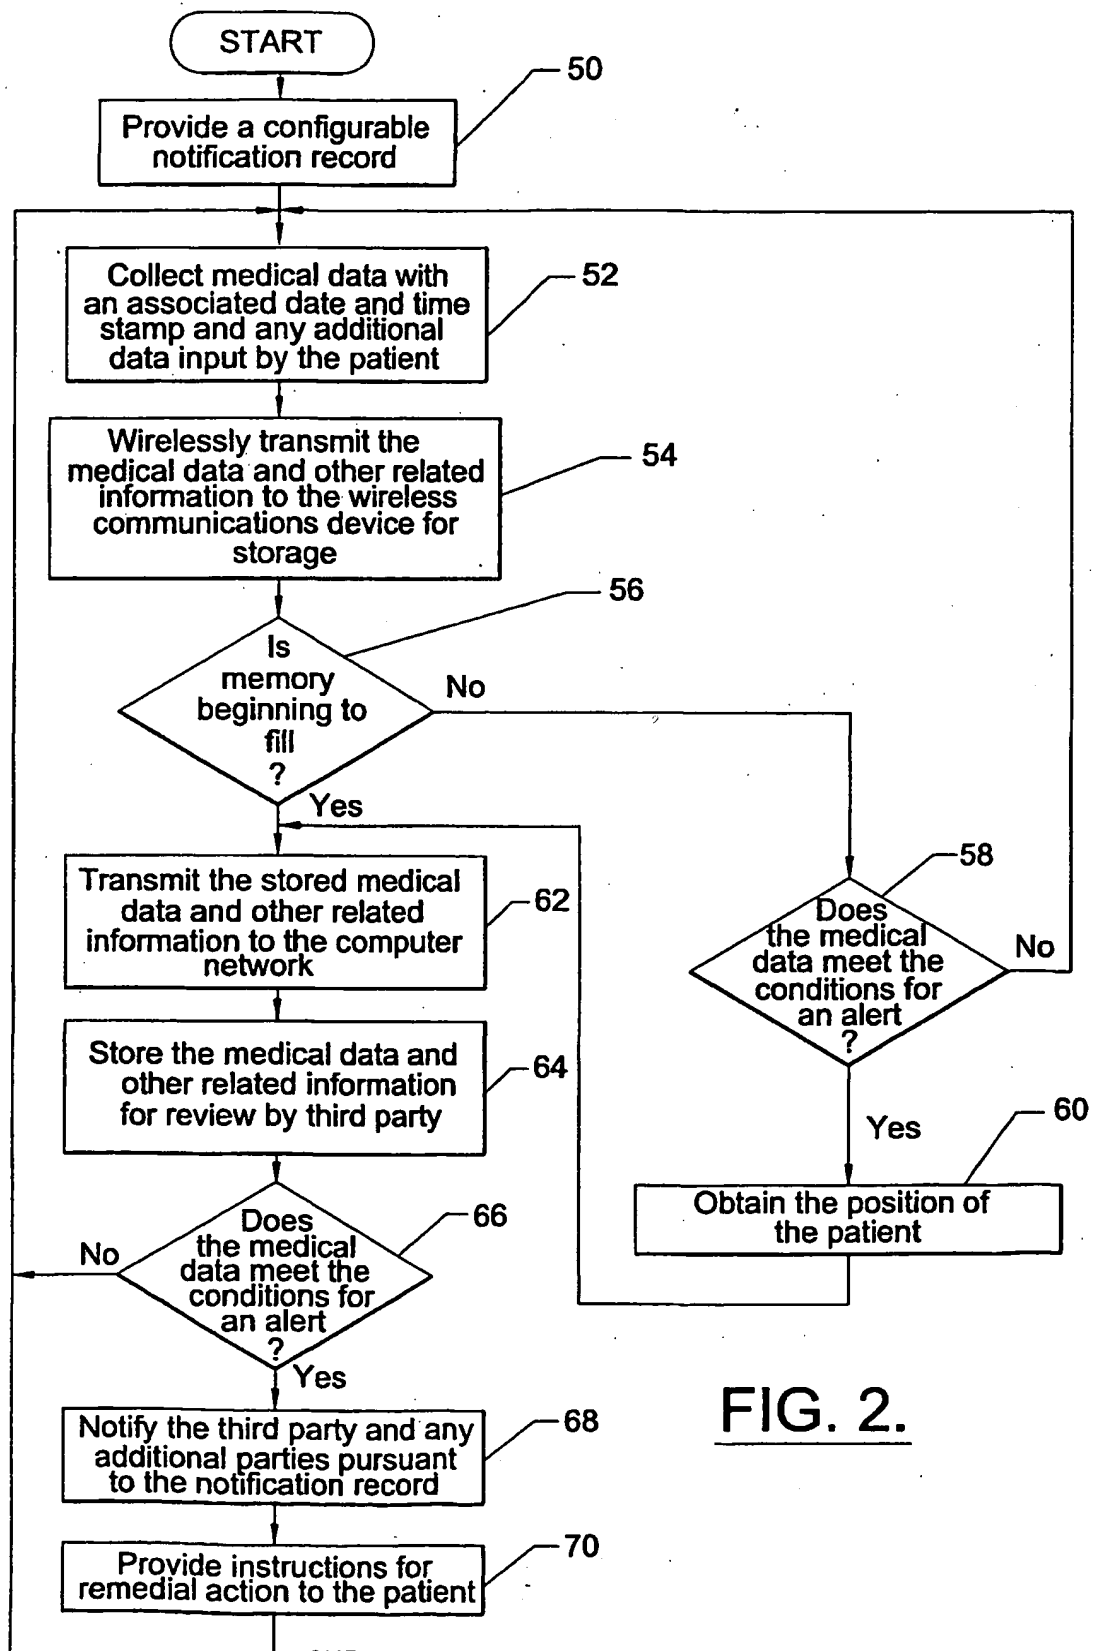 START
50
Provide a configurable
notification record
Collect medical data with
an associated date and time
stamp and any additional
data input by the patient
52
Wirelessly transmit the
medical data and other related
information to the wireless
communications device for
storage
54
56
Is
memory
beginning to
fill
?
No
Yes
58
Does
the medical
data meet the
conditions for
an alert
?
No
Yes
60
Obtain the position of
the patient
Transmit the stored medical
data and other related
information to the computer
network
62
Store the medical data and
other related information
for review by third party
64
66
Does
the medical
data meet the
conditions for
an alert
?
No
Yes
Notify the third party and any
additional parties pursuant
to the notification record
68
Provide instructions for
remedial action to the patient
70
FIG. 2.